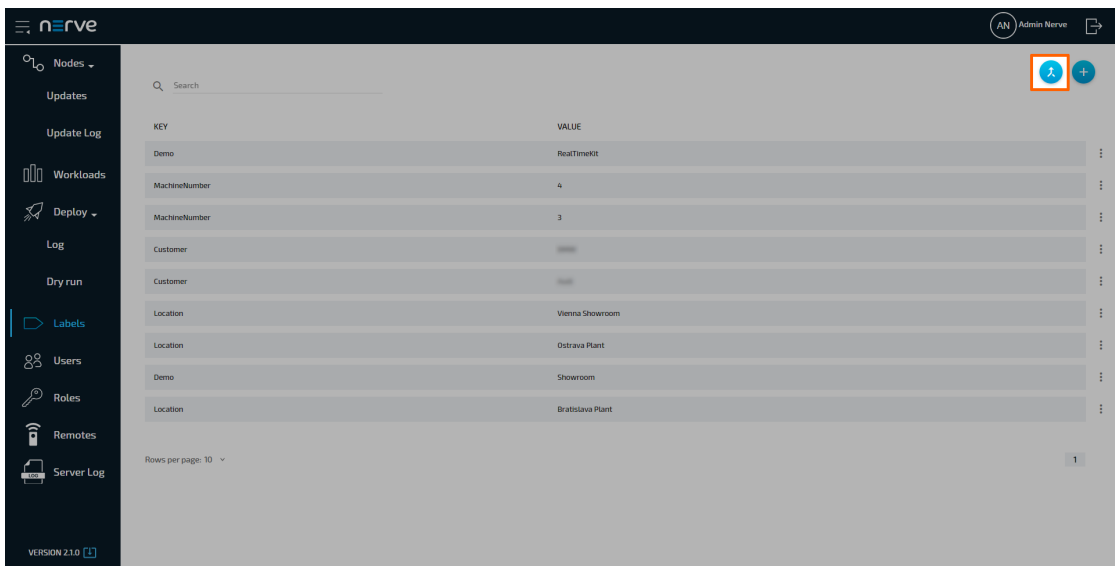 nerve
AN Admin Nerve
Nodes
Updates
Update Log
Workloads
Deploy
Log
Dry run
Labels
Users
Roles
Remotes
LOG Server Log
VERSION 2.1.0
Search
KEY VALUE
Demo RealTimeKit
MachineNumber 4
MachineNumber 3
Customer
Customer
Location Vienna Showroom
Location Ostrava Plant
Demo Showroom
Location Bratislava Plant
Rows per page: 10 1